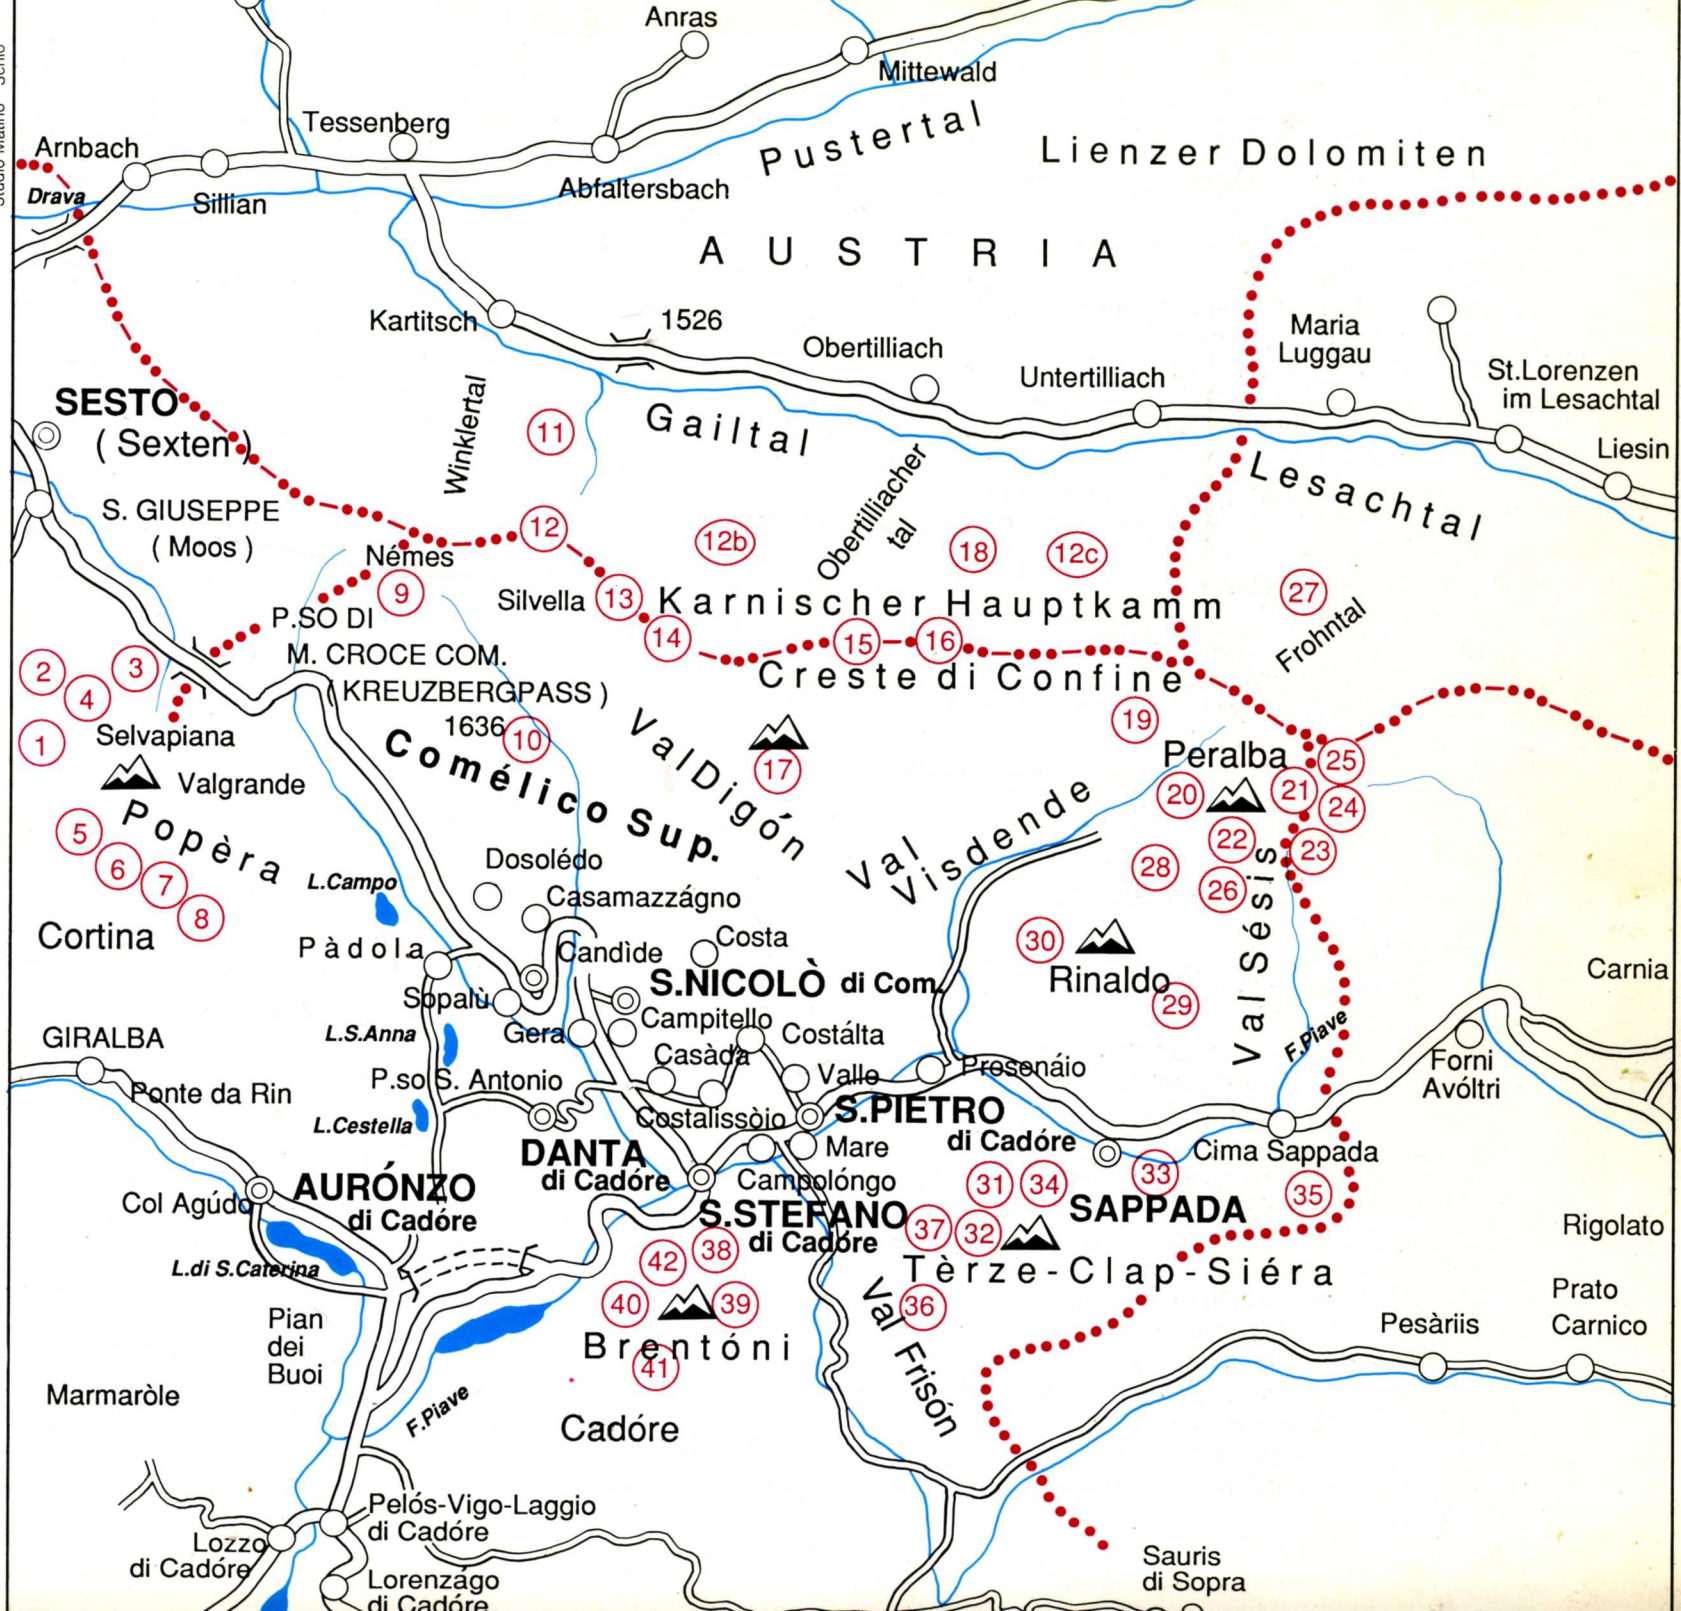 Anras
Mittewald
Tessenberg
Pustertal
Arnbach
Lienzer Dolomiten
Drava
Sillian
Abfaltersbach
AUSTRIA
Kartitsch
1526
Maria
Luggau
Obertilliach
Untertilliach
St.Lorenzen
im Lesachtal
SESTO
(Sexten)
Winklertal
11
Gailtal
Liesin
Obertilliacher
tal
Lesachtal
S. GIUSEPPE
(Moos)
12
12b
18
12c
Némes
9
Silvella
13
Karnischer Hauptkamm
27
Frohntal
P.SO DI
14
15
16
M. CROCE COM.
(KREUZBERGPASS)
1636
2
3
4
1
Creste di Confine
19
Selvapiana
10
Val Digón
17
Peralba
25
Valgrande
Comélico Sup.
20
21
24
Popèra
5
6
7
8
Val
Visdende
22
23
28
26
Dosolédo
L.Campo
Casamazzágno
Val Sésis
Cortina
Pàdola
Candìde
Costa
30
Rinaldo
29
Carnia
S.NICOLÒ di Com.
Sopalù
L.S.Anna
Gera
Campitello
Costálta
F.Piave
GIRALBA
Casàda
Forni
Avóltri
Ponte da Rin
P.so S. Antonio
Valle
Presenáio
L.Cestella
Costalissòio
S.PIETRO
di Cadóre
DANTA
di Cadóre
Mare
Cima Sappada
Campolóngo
AURÓNZO
di Cadóre
Col Agúdo
31
34
33
35
S.STEFANO
di Cadóre
37
32
SAPPADA
Rigolato
L.di S.Caterina
42
38
Tèrze-Clap-Siéra
40
39
36
Prato
Carnico
Pian
dei
Buoi
Brentóni
41
Val Frisón
Pesàriis
Marmaròle
F.Piave
Cadóre
Pelós-Vigo-Laggio
di Cadóre
Lozzo
di Cadóre
Sauris
di Sopra
Lorenzágo
di Cadóre